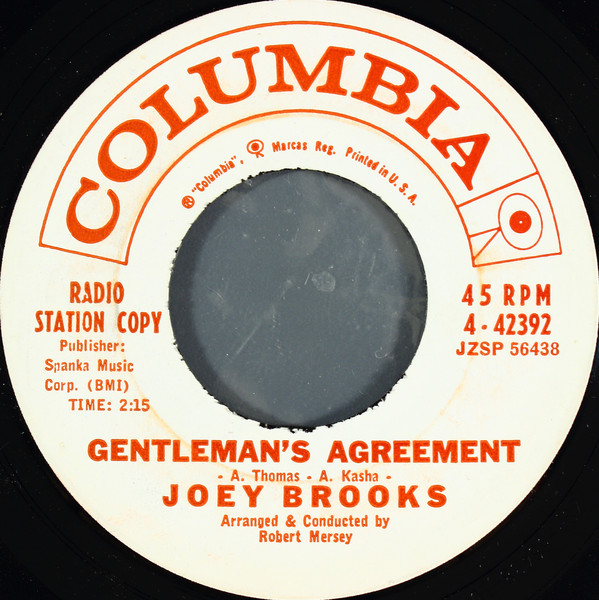 COLUMBIA
® "Columbia", Marcas Reg. Printed in U.S.A.
RADIO
STATION COPY
Publisher:
Spanka Music
Corp. (BMI)
TIME: 2:15
45 RPM
4-42392
JZSP 56438
GENTLEMAN'S AGREEMENT
- A. Thomas - A. Kasha -
JOEY BROOKS
Arranged & Conducted by
Robert Mersey